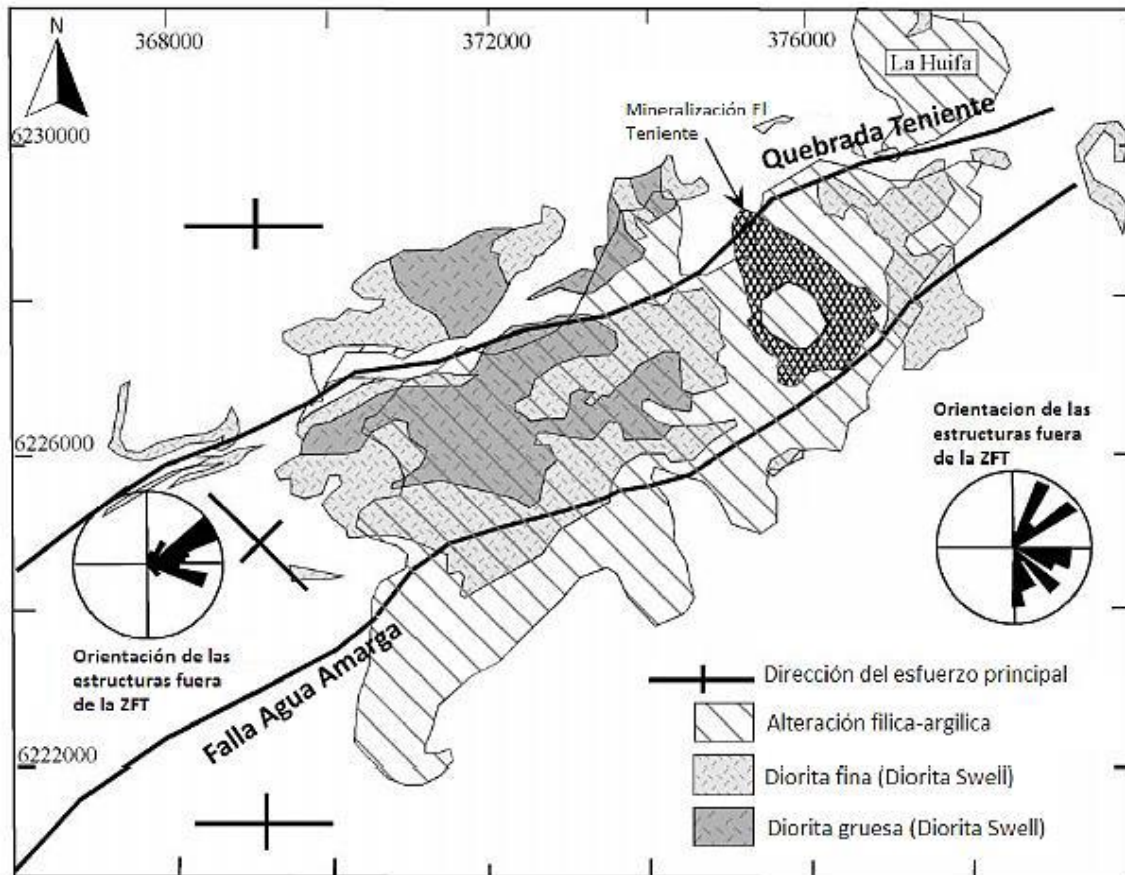 N
368000
372000
376000
La Huifa
Mineralización El
Teniente
Quebrada Teniente
6230000
6226000
Orientacion de las
estructuras fuera
de la ZFT
Orientación de las
estructuras fuera
de la ZFT
Falla Agua Amarga
6222000
Dirección del esfuerzo principal
Alteración filica-argilica
Diorita fina (Diorita Swell)
Diorita gruesa (Diorita Swell)